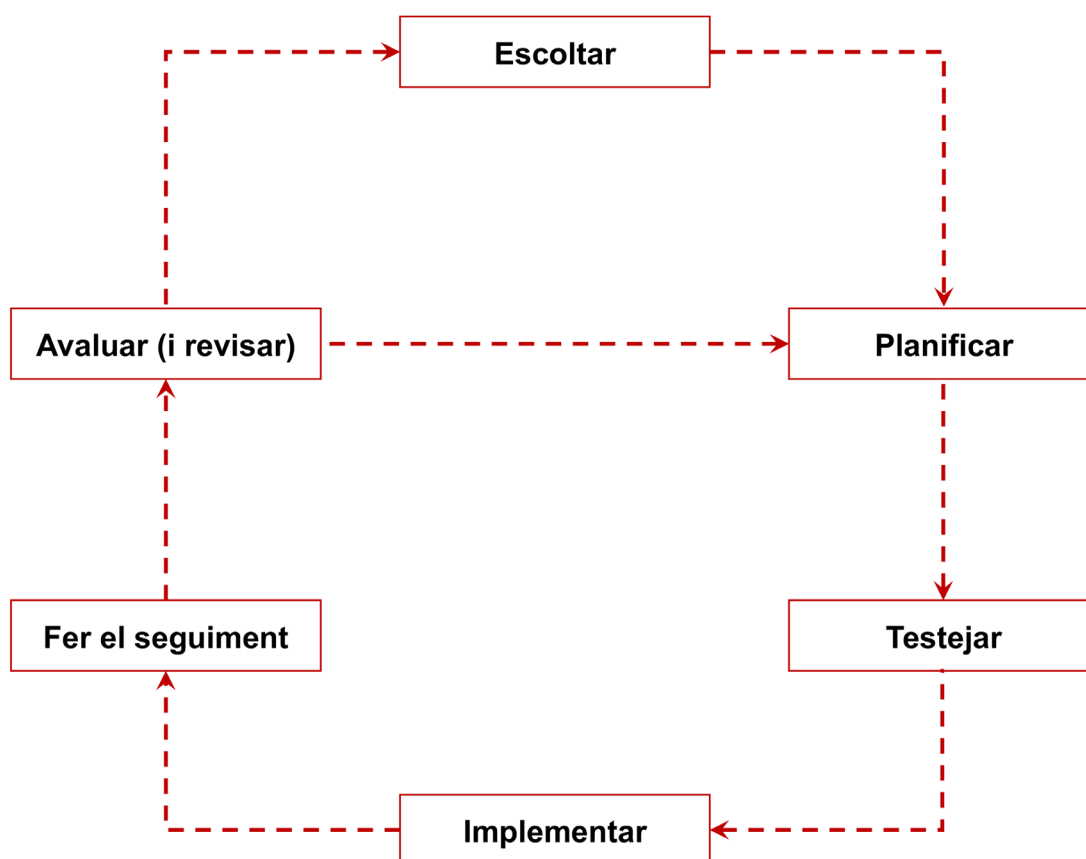 Escoltar
Avaluar (i revisar)
Planificar
Fer el seguiment
Testejar
Implementar